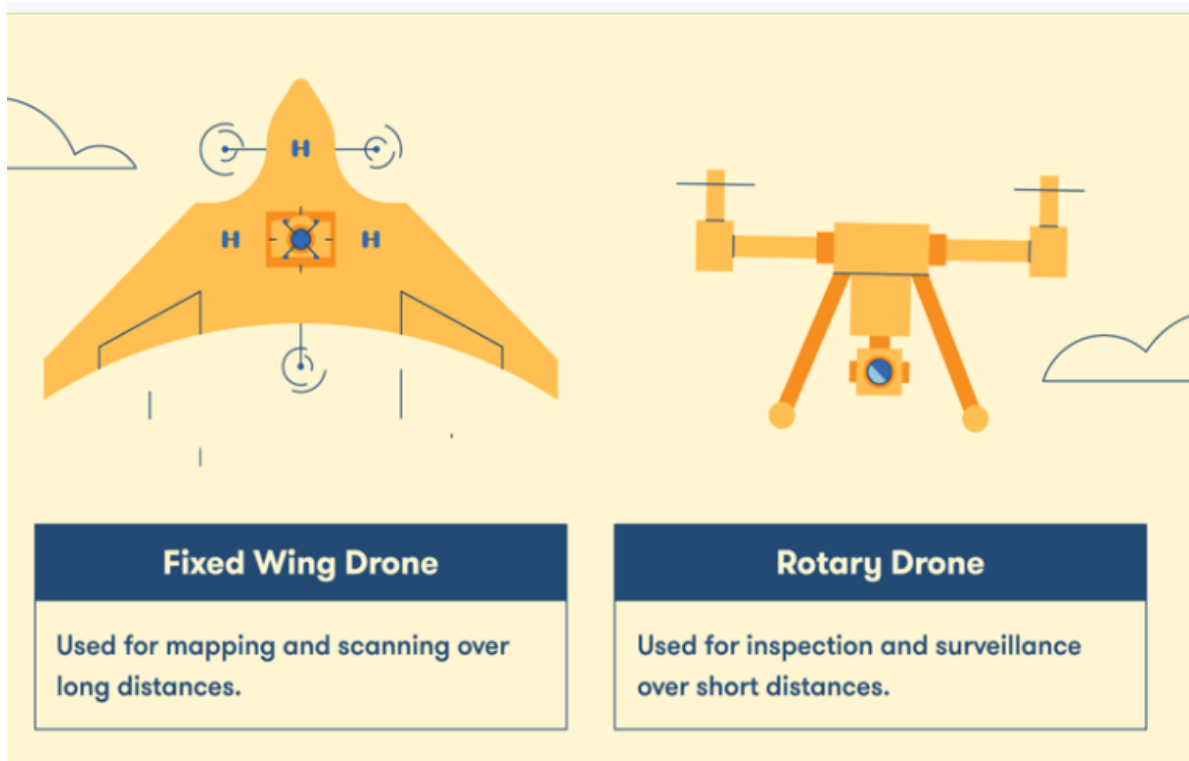 H
H
H
Fixed Wing Drone
Used for mapping and scanning over
long distances.
Rotary Drone
Used for inspection and surveillance
over short distances.